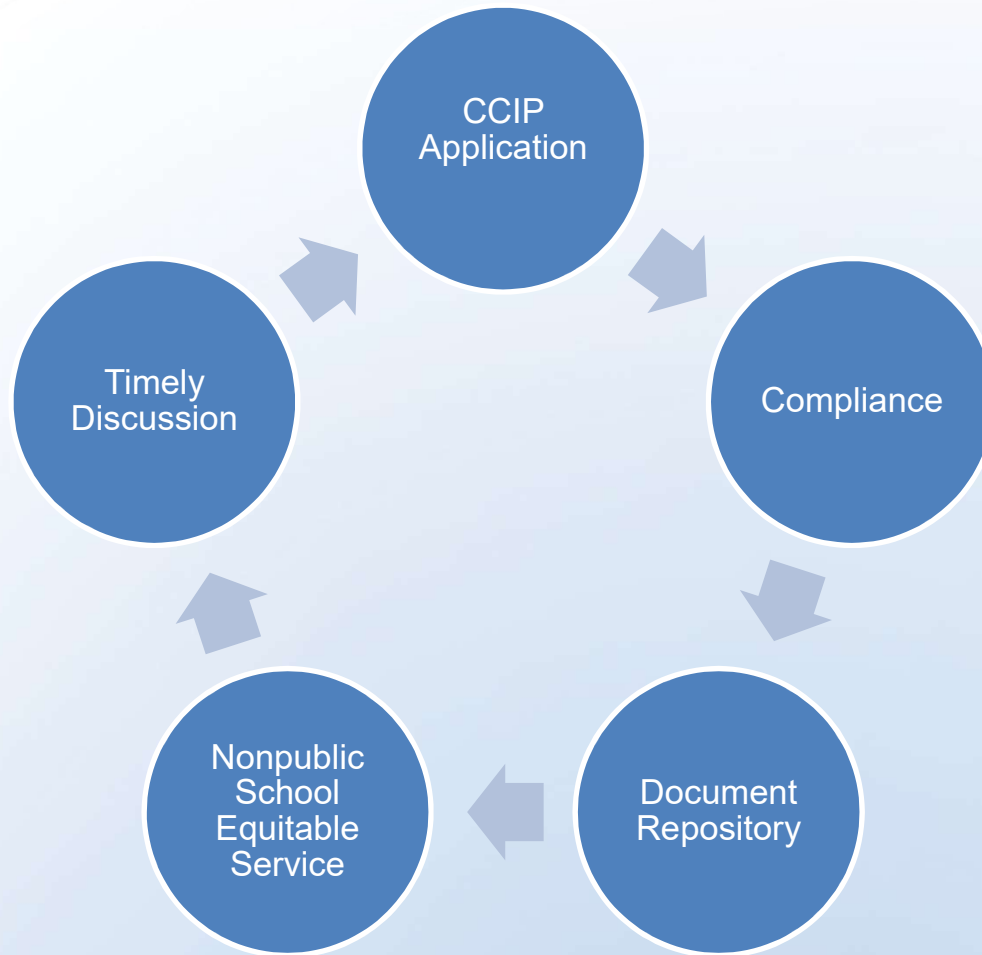 CCIP
Application
Compliance
Document
Repository
Nonpublic
School
Equitable
Service
Timely
Discussion